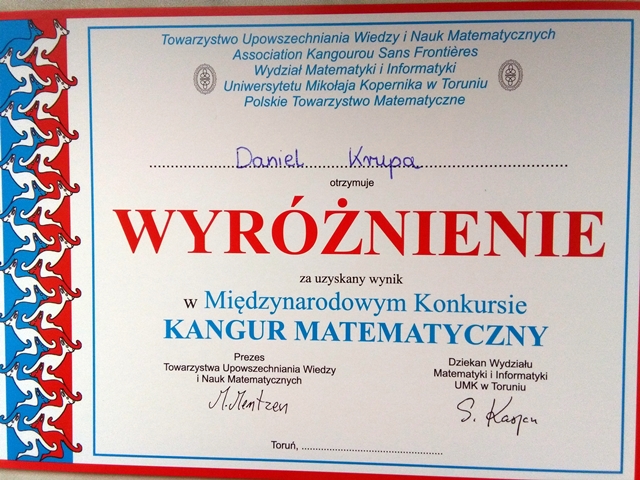 Towarzystwo Upowszechniania Wiedzy i Nauk Matematycznych
Association Kangourou Sans Frontières
Wydział Matematyki i Informatyki
Uniwersytetu Mikołaja Kopernika w Toruniu
Polskie Towarzystwo Matematyczne
Daniel Krupa
otrzymuje
WYRÓŻNIENIE
za uzyskany wynik
w Międzynarodowym Konkursie
KANGUR MATEMATYCZNY
Prezes
Towarzystwa Upowszechniania Wiedzy
i Nauk Matematycznych
M. Mentzen
Dziekan Wydziału
Matematyki i Informatyki
UMK w Toruniu
S. Kasjan
Toruń, ........................................